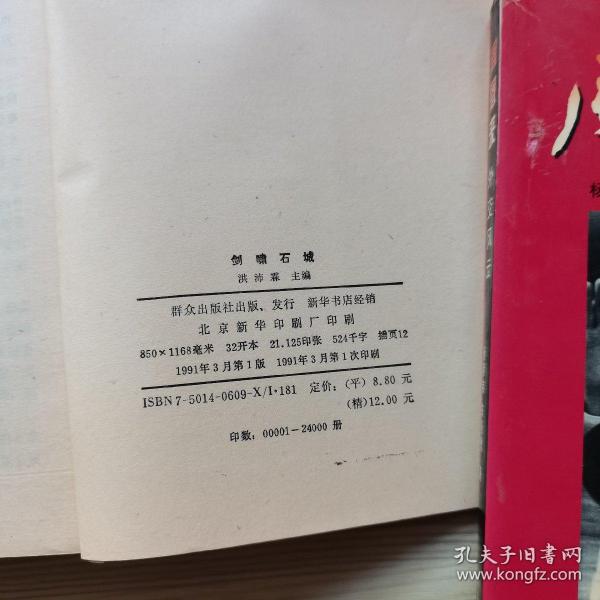 剑啸石城
洪沛霖 主编
群众出版社出版、发行 新华书店经销
北京新华印刷厂印刷
850×1168毫米 32开本 21.125印张 524千字 插页12
1991年3月第1版 1991年3月第1次印刷
ISBN7-5014-0609-X/I·181 定价:(平) 8.80 元
(精)12.00 元
印数:00001—24000 册
孔夫子旧书网
www.kongfz.com